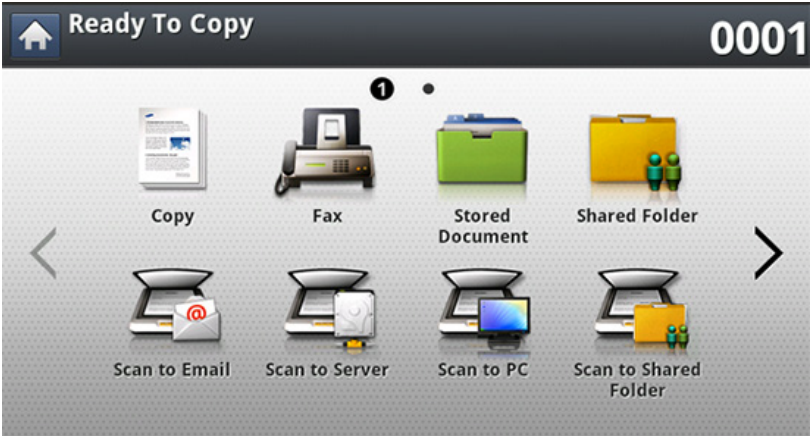 Ready To Copy
0001
1
Copy
Fax
Stored
Document
Shared Folder
@
Scan to Email
Scan to Server
Scan to PC
Scan to Shared
Folder